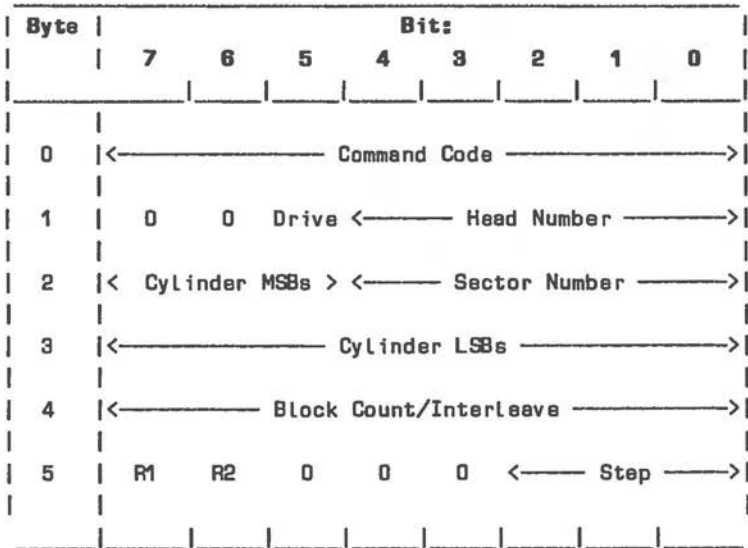 Byte Bit:
7 6 5 4 3 2 1 0
0 Command Code
1 0 0 Drive Head Number
2 Cylinder MSBs Sector Number
3 Cylinder LSBs
4 Block Count/Interleave
5 R1 R2 0 0 0 Step